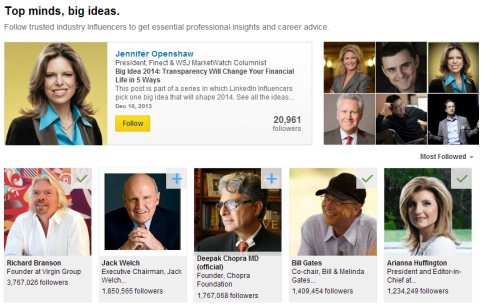 Top minds, big ideas.
Follow trusted industry Influencers to get essential professional insights and career advice.
Jennifer Openshaw
President, Finect & WSJ MarketWatch Columnist
Big Idea 2014: Transparency Will Change Your Financial
Life in 5 Ways
This post is part of a series in which LinkedIn Influencers
pick one big idea that will shape 2014. See all the ideas...
Dec 10, 2013
Follow
20,961
followers
Most Followed
Richard Branson
Founder at Virgin Group
3,767,026 followers
Jack Welch
Executive Chairman, Jack
Welch...
1,850,565 followers
Deepak Chopra MD
(official)
Founder, Chopra
Foundation
1,767,068 followers
Bill Gates
Co-chair, Bill & Melinda
Gates...
1,409,454 followers
Arianna Huffington
President and Editor-in-
Chief at...
1,234,249 followers